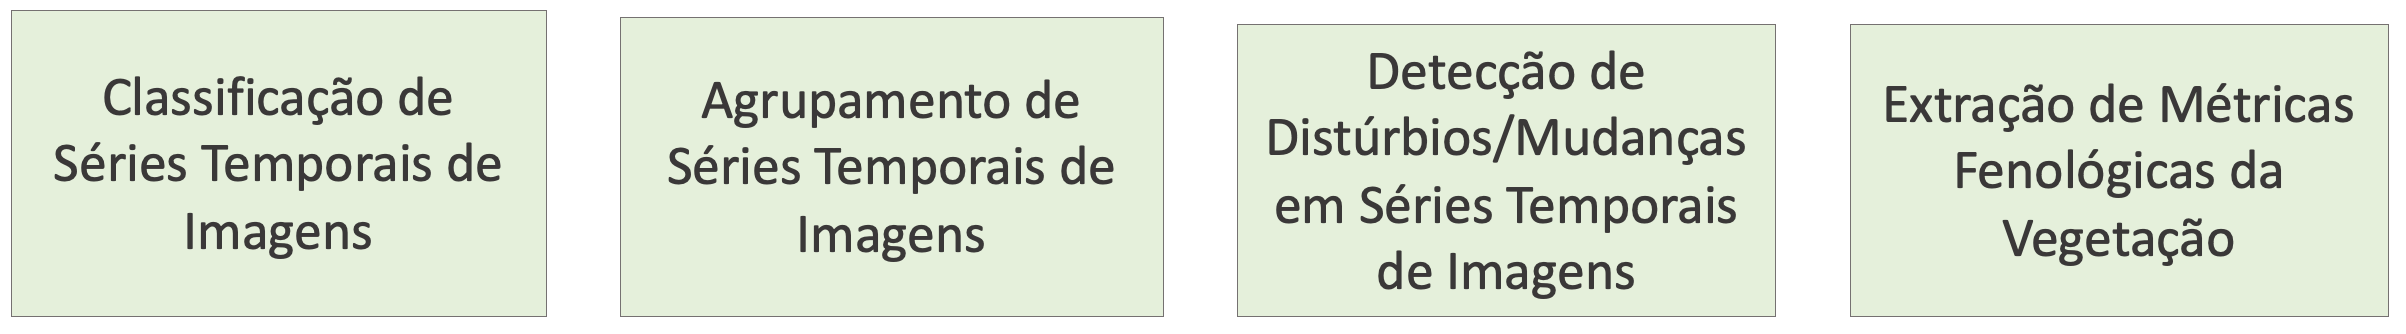 Classificação de
Séries Temporais de
Imagens
Agrupamento de
Séries Temporais de
Imagens
Detecção de
Distúrbios/Mudanças
em Séries Temporais
de Imagens
Extração de Métricas
Fenológicas da
Vegetação